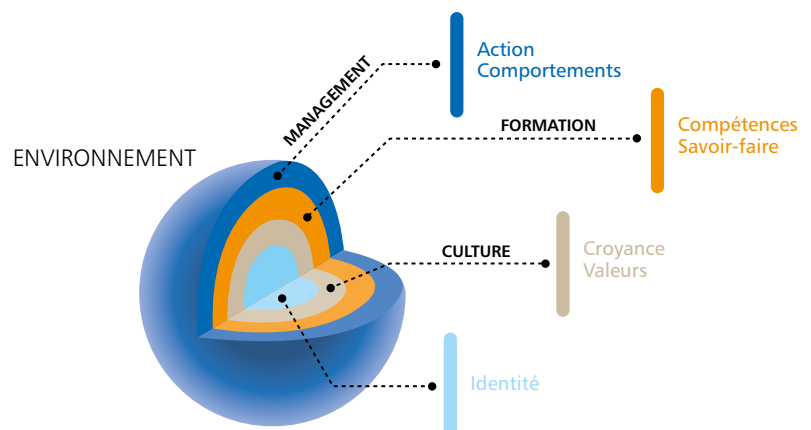 Action
Comportements
MANAGEMENT
FORMATION
Compétences
Savoir-faire
ENVIRONNEMENT
CULTURE
Croyance
Valeurs
Identité